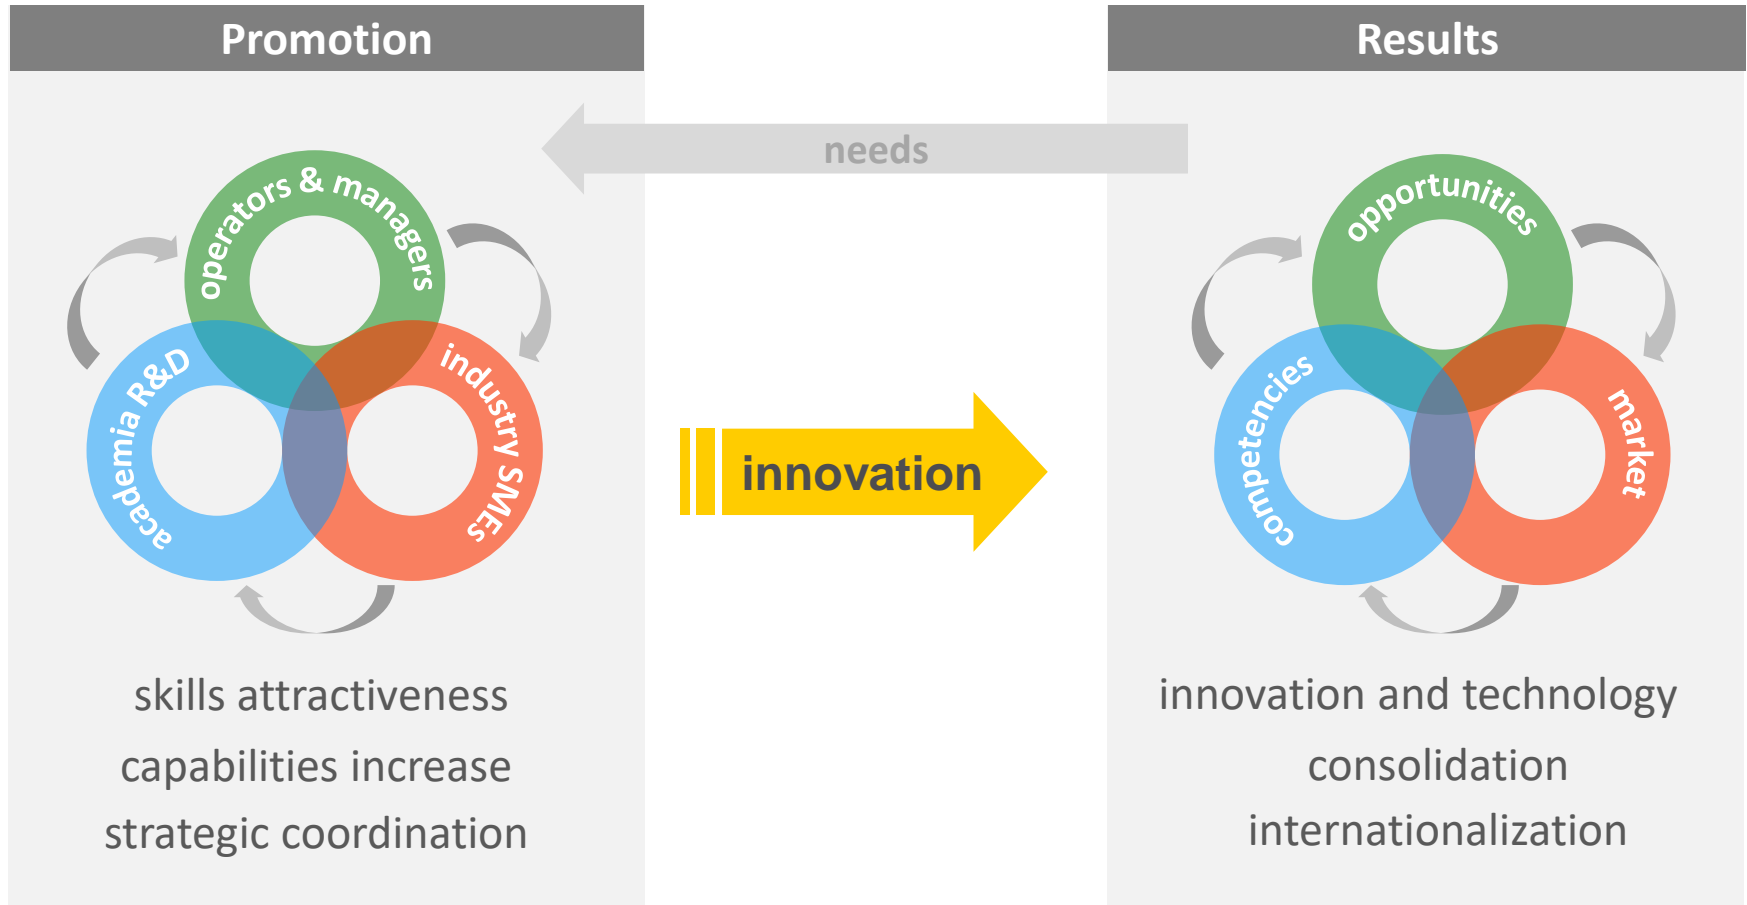 Promotion
operators & managers
academia R&D
industry SMEs
skills attractiveness
capabilities increase
strategic coordination
needs
innovation
Results
opportunities
competencies
market
innovation and technology
consolidation
internationalization